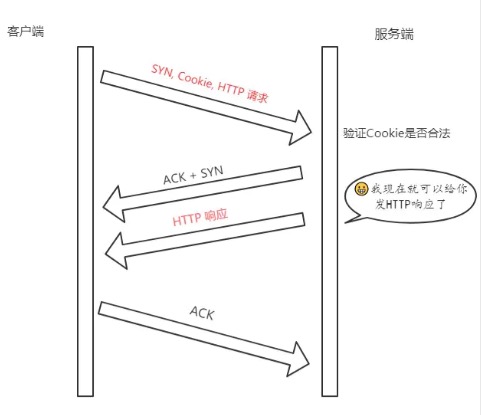 客户端
服务端
SYN, Cookie, HTTP 请求
验证Cookie是否合法
ACK + SYN
我现在就可以给你
发HTTP响应了
HTTP 响应
ACK